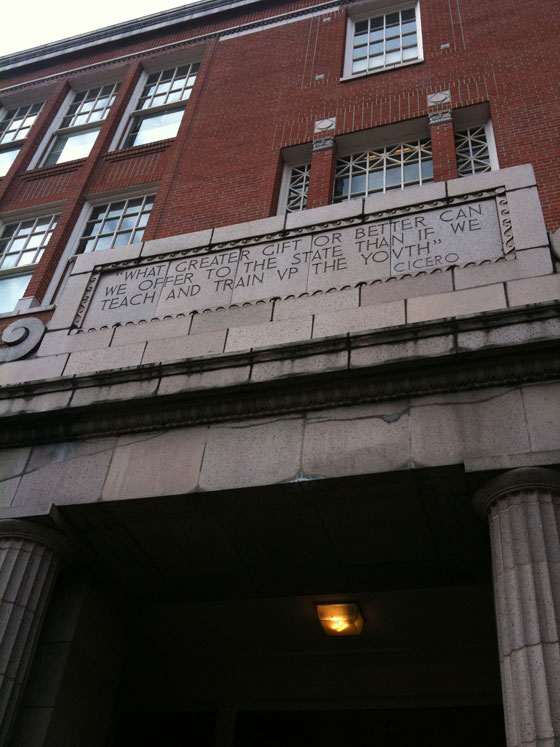 "WHAT GREATER GIFT OR BETTER CAN
WE OFFER TO THE STATE THAN IF WE
TEACH AND TRAIN VP THE YOVTH"
CICERO